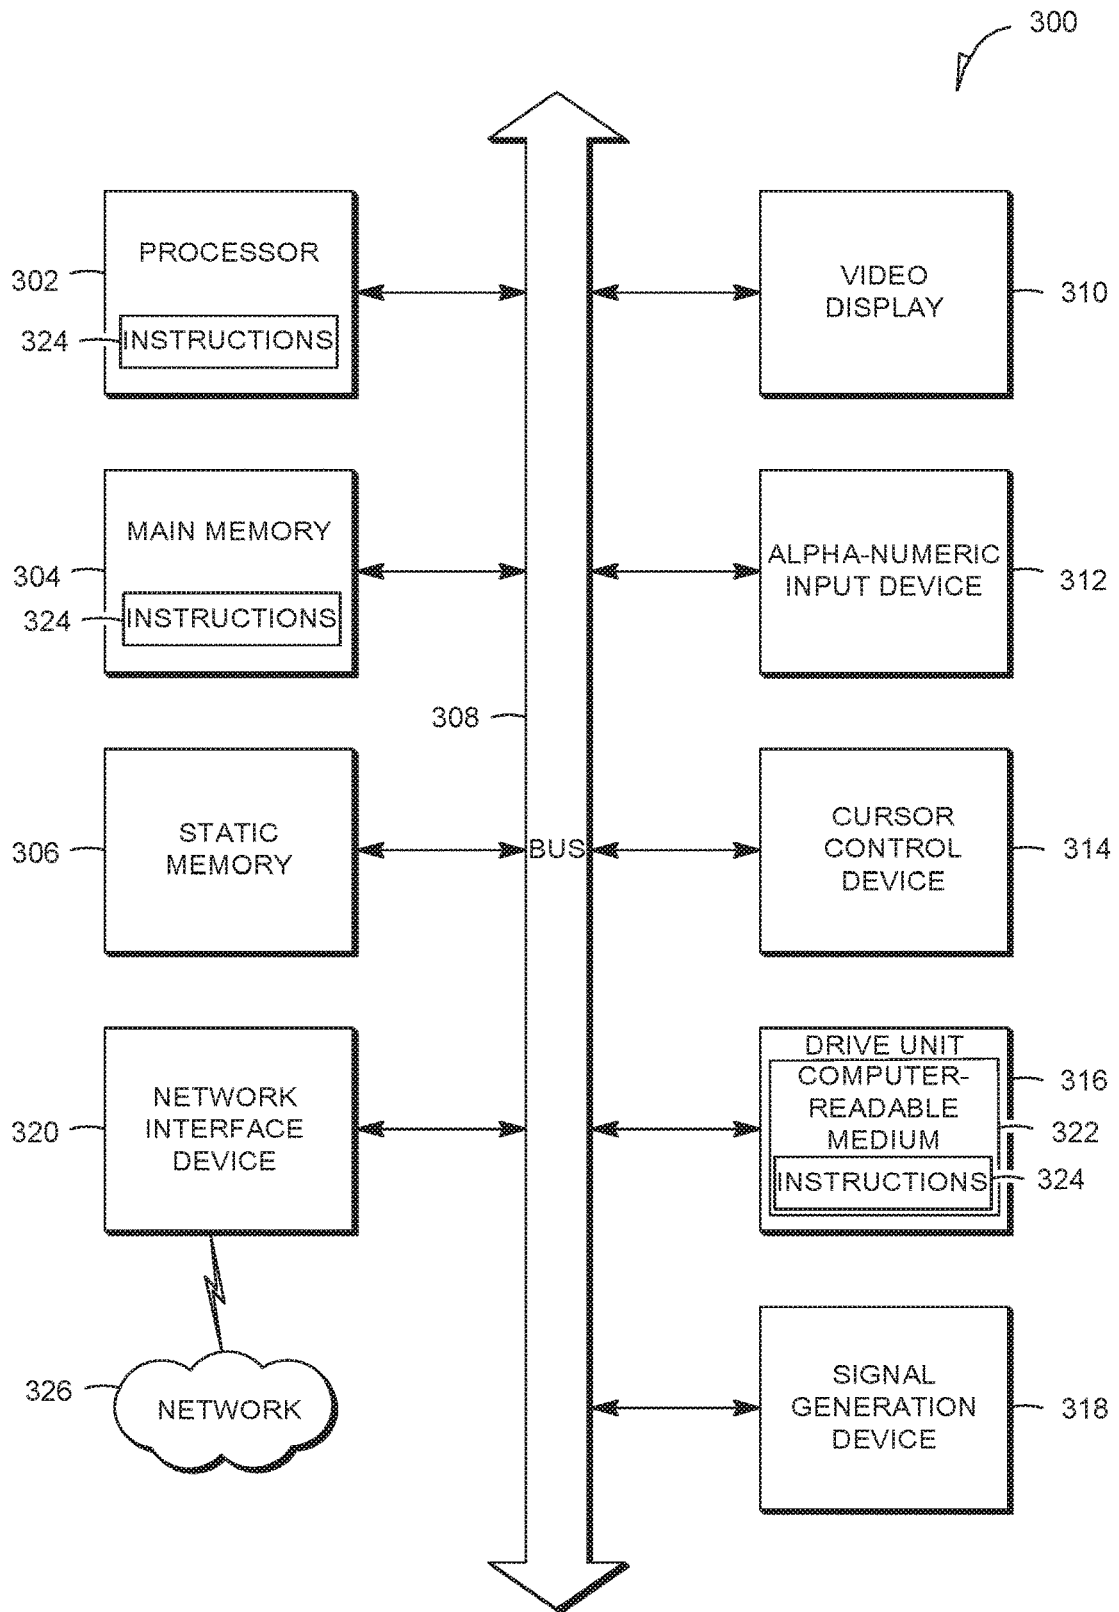 300
PROCESSOR
302
324
INSTRUCTIONS
VIDEO
DISPLAY
310
MAIN MEMORY
304
324
INSTRUCTIONS
ALPHA-NUMERIC
INPUT DEVICE
312
308
STATIC
MEMORY
306
BUS
CURSOR
CONTROL
DEVICE
314
NETWORK
INTERFACE
DEVICE
320
DRIVE UNIT
COMPUTER-
READABLE
MEDIUM
INSTRUCTIONS
316
322
324
326
NETWORK
SIGNAL
GENERATION
DEVICE
318